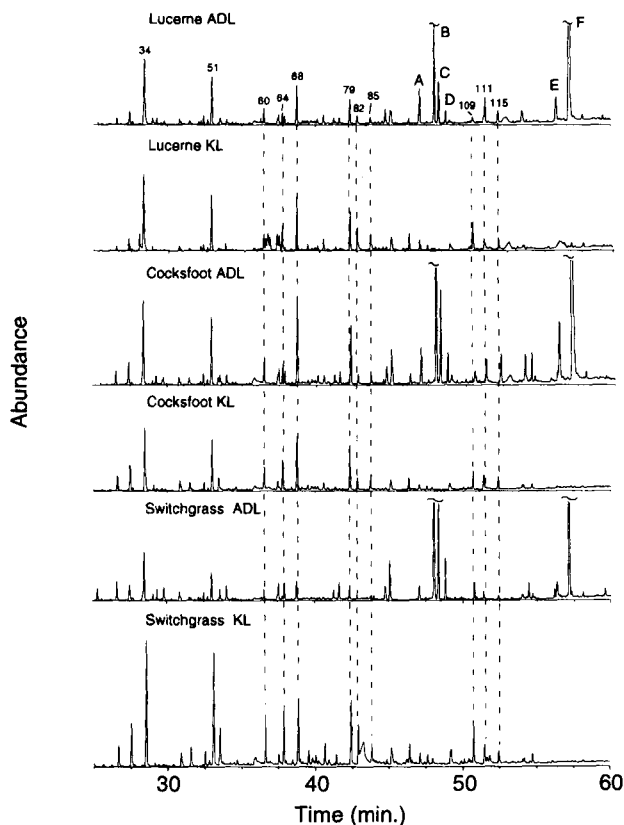 Lucerne ADL
34
51
60
64
68
79
82
85
A
B
C
D
109
111
115
E
F
Lucerne KL
Cocksfoot ADL
Cocksfoot KL
Switchgrass ADL
Switchgrass KL
Abundance
30
40
50
60
Time (min.)